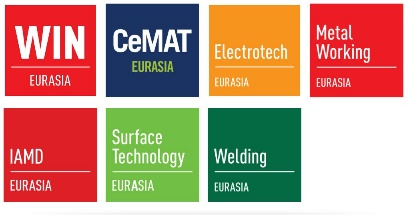 WIN
EURASIA
CeMAT
EURASIA
Electrotech
EURASIA
Metal
Working
EURASIA
IAMD
EURASIA
Surface
Technology
EURASIA
Welding
EURASIA